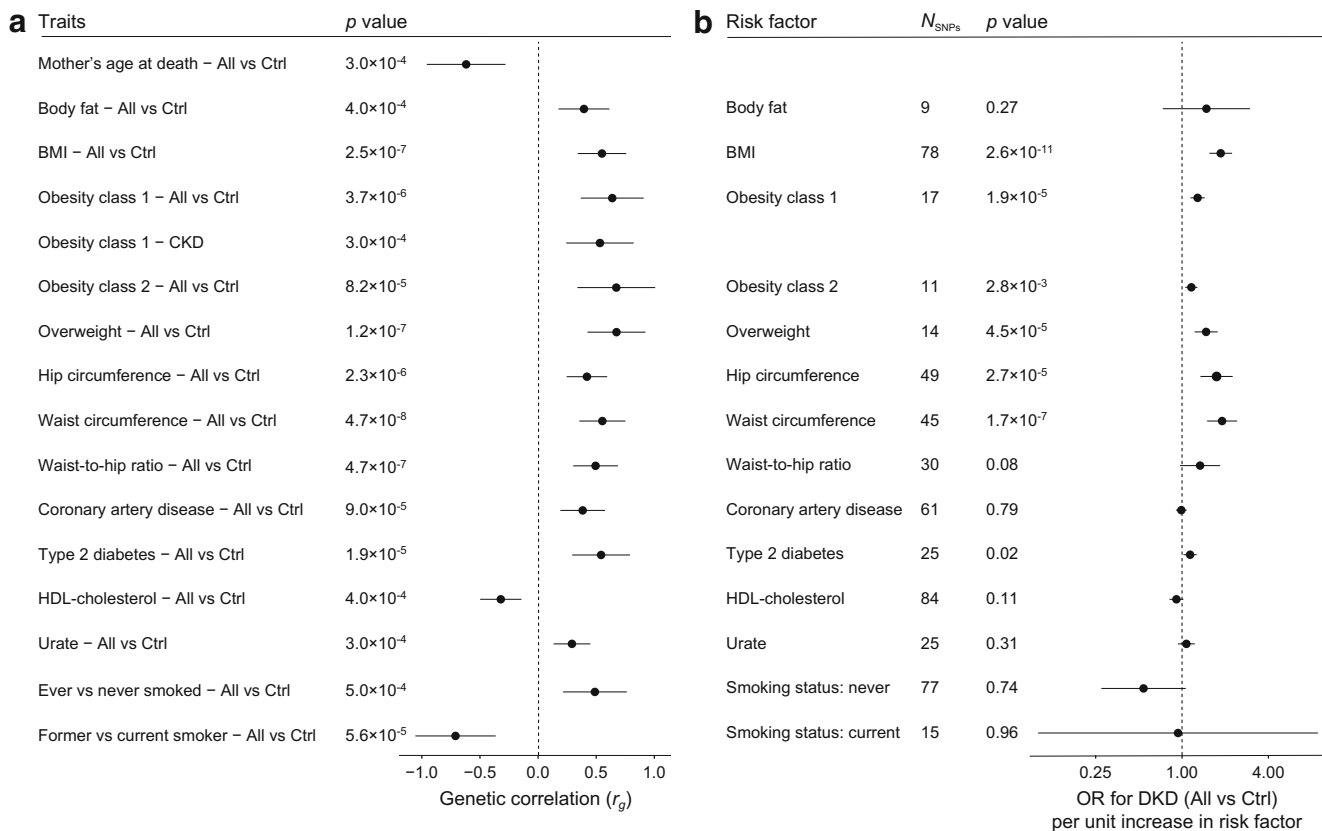 a Traits p value
Mother's age at death – All vs Ctrl 3.0×10⁻⁴
Body fat – All vs Ctrl 4.0×10⁻⁴
BMI – All vs Ctrl 2.5×10⁻⁷
Obesity class 1 – All vs Ctrl 3.7×10⁻⁶
Obesity class 1 – CKD 3.0×10⁻⁴
Obesity class 2 – All vs Ctrl 8.2×10⁻⁵
Overweight – All vs Ctrl 1.2×10⁻⁷
Hip circumference – All vs Ctrl 2.3×10⁻⁶
Waist circumference – All vs Ctrl 4.7×10⁻⁸
Waist-to-hip ratio – All vs Ctrl 4.7×10⁻⁷
Coronary artery disease – All vs Ctrl 9.0×10⁻⁵
Type 2 diabetes – All vs Ctrl 1.9×10⁻⁵
HDL-cholesterol – All vs Ctrl 4.0×10⁻⁴
Urate – All vs Ctrl 3.0×10⁻⁴
Ever vs never smoked – All vs Ctrl 5.0×10⁻⁴
Former vs current smoker – All vs Ctrl 5.6×10⁻⁵
−1.0 −0.5 0.0 0.5 1.0
Genetic correlation (r_g)
b Risk factor N_SNPs p value
Body fat 9 0.27
BMI 78 2.6×10⁻¹¹
Obesity class 1 17 1.9×10⁻⁵
Obesity class 2 11 2.8×10⁻³
Overweight 14 4.5×10⁻⁵
Hip circumference 49 2.7×10⁻⁵
Waist circumference 45 1.7×10⁻⁷
Waist-to-hip ratio 30 0.08
Coronary artery disease 61 0.79
Type 2 diabetes 25 0.02
HDL-cholesterol 84 0.11
Urate 25 0.31
Smoking status: never 77 0.74
Smoking status: current 15 0.96
0.25 1.00 4.00
OR for DKD (All vs Ctrl)
per unit increase in risk factor